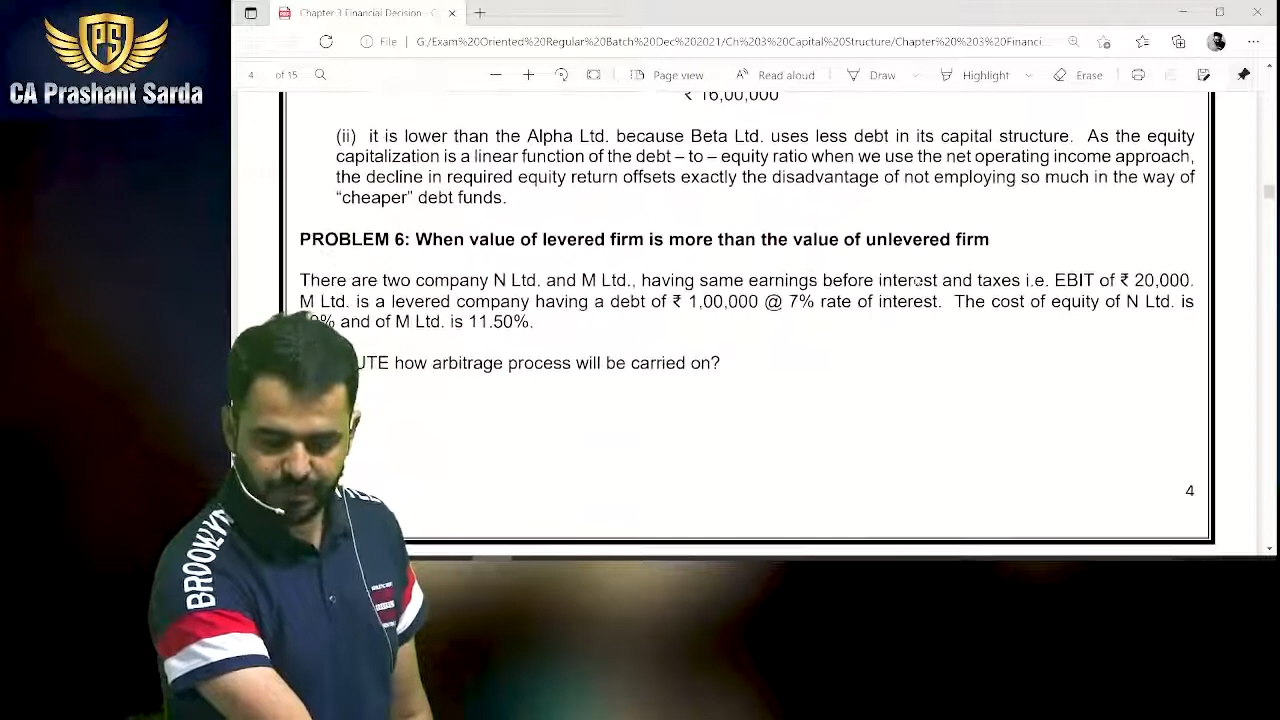 PS
CA Prashant Sarda
Chapter 3 Financial Decision - C
File
G:/Exam%20Oriented%20Regular%20Batch%20Dec%202021/Ch%203%20Capital%20Structure/Chapter%20%203%20Financi
4 of 15
Page view
Read aloud
Draw
Highlight
Erase
₹ 16,00,000
(ii) it is lower than the Alpha Ltd. because Beta Ltd. uses less debt in its capital structure. As the equity
capitalization is a linear function of the debt – to – equity ratio when we use the net operating income approach,
the decline in required equity return offsets exactly the disadvantage of not employing so much in the way of
“cheaper” debt funds.
PROBLEM 6: When value of levered firm is more than the value of unlevered firm
There are two company N Ltd. and M Ltd., having same earnings before interest and taxes i.e. EBIT of ₹ 20,000.
M Ltd. is a levered company having a debt of ₹ 1,00,000 @ 7% rate of interest. The cost of equity of N Ltd. is
and of M Ltd. is 11.50%.
how arbitrage process will be carried on?
4
BROOKLYN